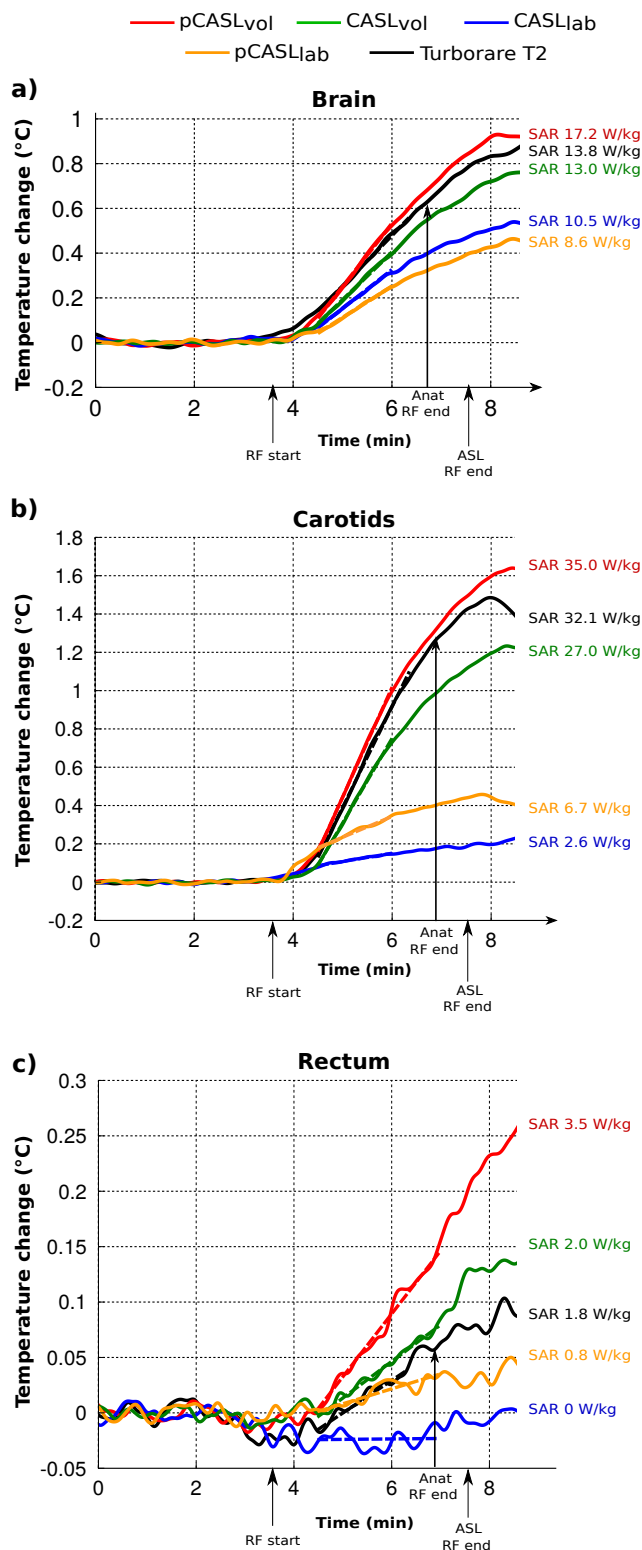 pCASLvol CASLvol CASLlab
pCASLlab Turborare T2
a) Brain
Temperature change (°C)
1
0.8
0.6
0.4
0.2
0
-0.2
0 2 4 6 8
SAR 17.2 W/kg
SAR 13.8 W/kg
SAR 13.0 W/kg
SAR 10.5 W/kg
SAR 8.6 W/kg
Time (min)
RF start
Anat
RF end
ASL
RF end
b) Carotids
Temperature change (°C)
1.8
1.6
1.4
1.2
1
0.8
0.6
0.4
0.2
0
-0.2
0 2 4 6 8
SAR 35.0 W/kg
SAR 32.1 W/kg
SAR 27.0 W/kg
SAR 6.7 W/kg
SAR 2.6 W/kg
Time (min)
RF start
Anat
RF end
ASL
RF end
c) Rectum
Temperature change (°C)
0.3
0.25
0.2
0.15
0.1
0.05
0
-0.05
0 2 4 6 8
SAR 3.5 W/kg
SAR 2.0 W/kg
SAR 1.8 W/kg
SAR 0.8 W/kg
SAR 0 W/kg
Time (min)
RF start
Anat
RF end
ASL
RF end